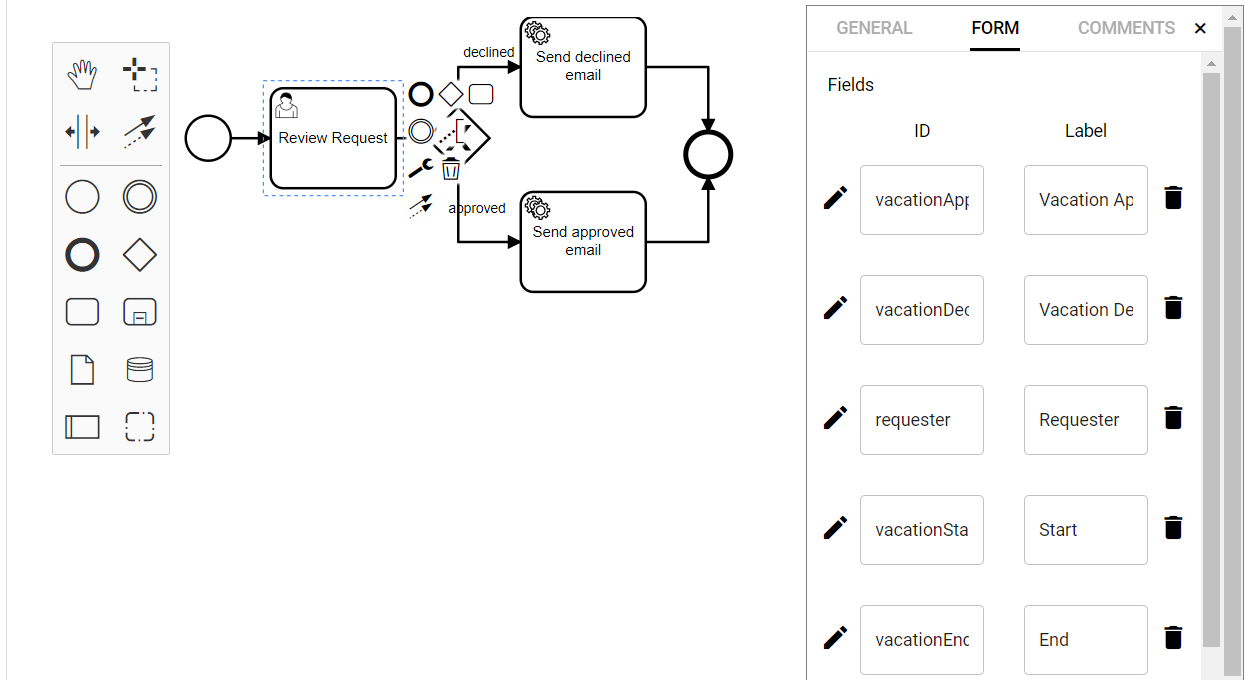 GENERAL
FORM
COMMENTS
Fields
ID
Label
vacationApp
Vacation Ap
vacationDec
Vacation De
requester
Requester
vacationSta
Start
vacationEnd
End
Review Request
declined
Send declined
email
approved
Send approved
email